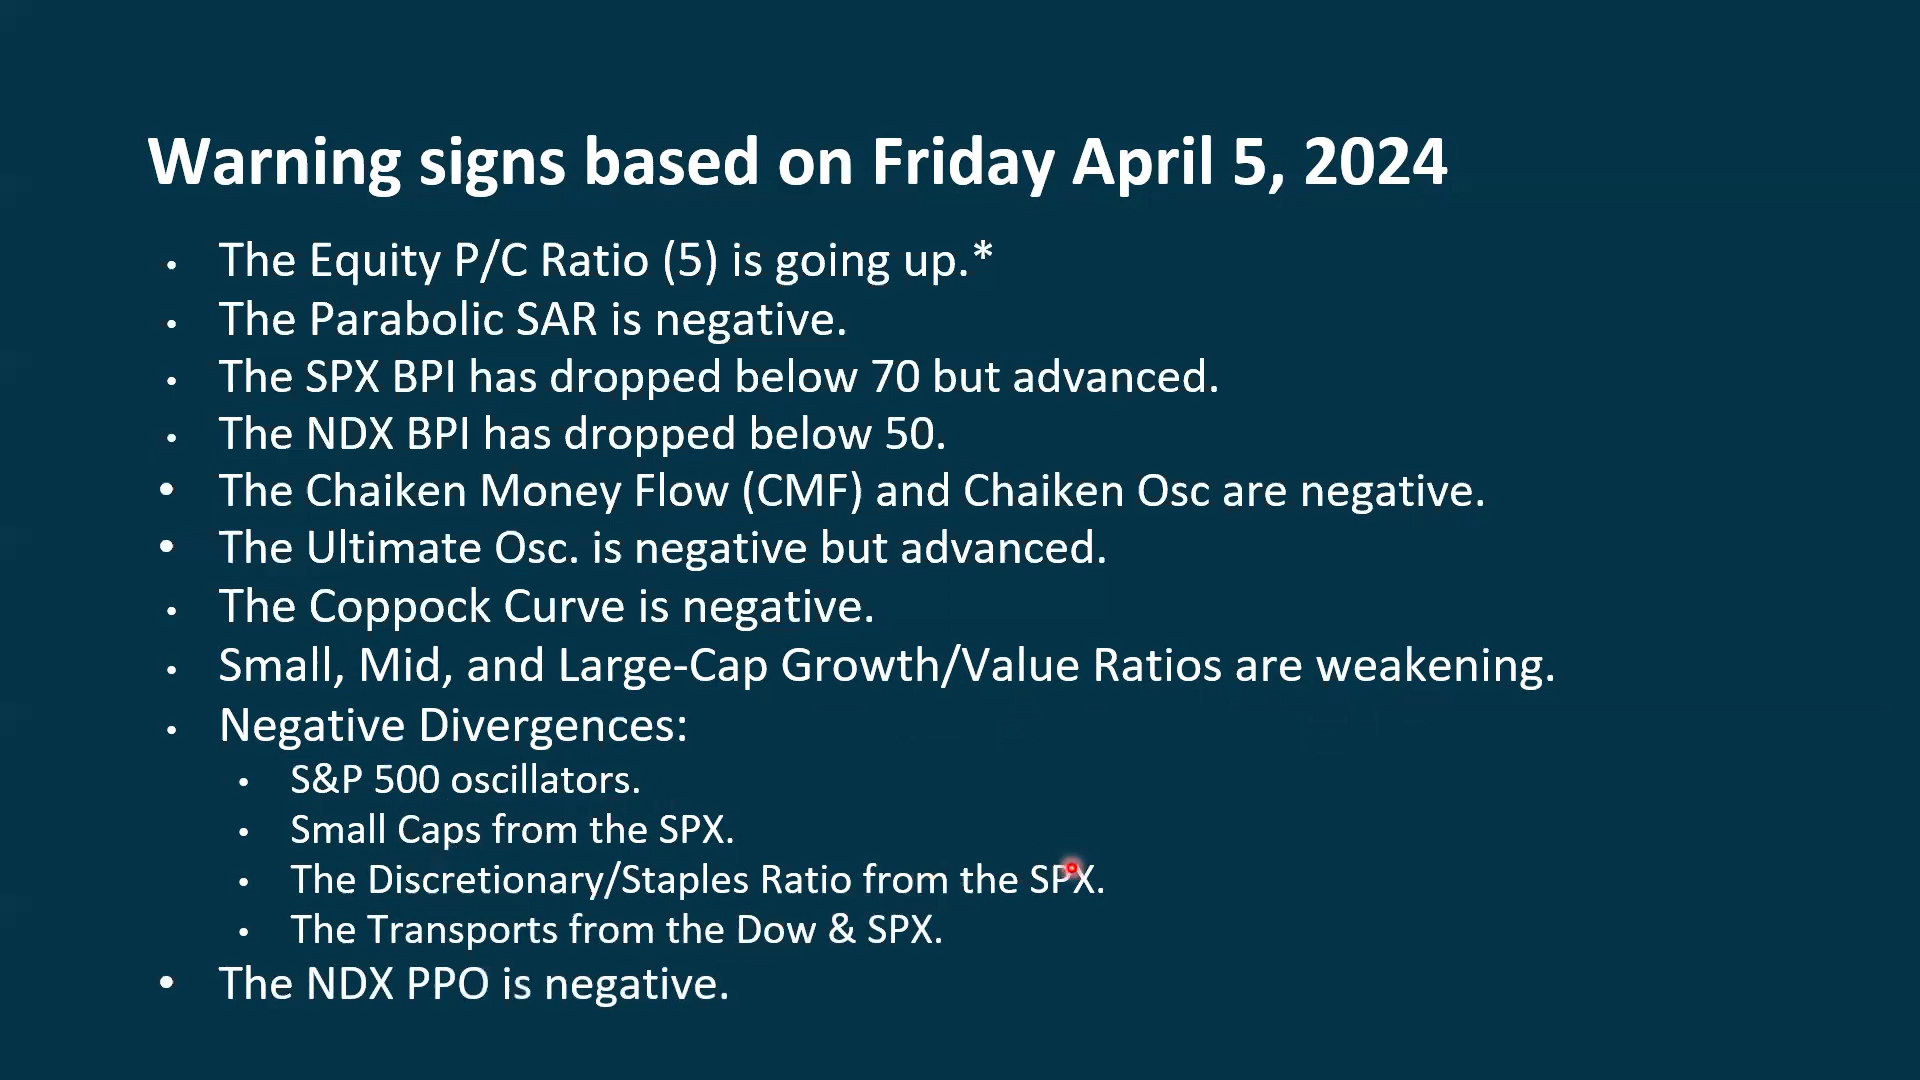 Warning signs based on Friday April 5, 2024
• The Equity P/C Ratio (5) is going up.*
• The Parabolic SAR is negative.
• The SPX BPI has dropped below 70 but advanced.
• The NDX BPI has dropped below 50.
• The Chaiken Money Flow (CMF) and Chaiken Osc are negative.
• The Ultimate Osc. is negative but advanced.
• The Coppock Curve is negative.
• Small, Mid, and Large-Cap Growth/Value Ratios are weakening.
• Negative Divergences:
• S&P 500 oscillators.
• Small Caps from the SPX.
• The Discretionary/Staples Ratio from the SPX.
• The Transports from the Dow & SPX.
• The NDX PPO is negative.